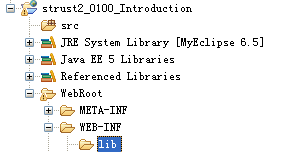 strust2_0100_Introduction
src
JRE System Library [MyEclipse 6.5]
Java EE 5 Libraries
Referenced Libraries
WebRoot
META-INF
WEB-INF
lib